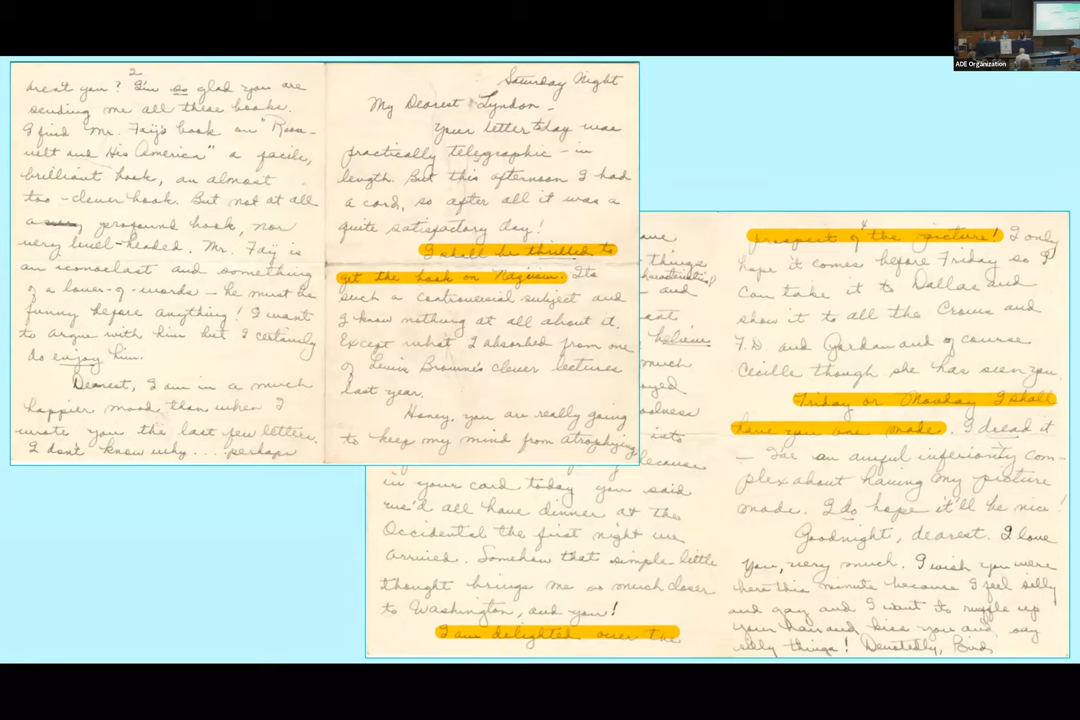 Saturday Night
My Dearest Lyndon -
Your letter today was
practically telegraphic - in
length. But this afternoon I had
a card, so after all it was a
quite satisfactory day!
I shall be thrilled to
get the book on Nazism. Its
such a controversial subject and
I know nothing at all about it.
Except what I absorbed from one
of Lewis Browne's clever lectures
last year.
Honey, you are really going
to keep my mind from atrophying
2
aren't you? I'm so glad you are
sending me all these books.
I find Mr. Fay's book on "Roose-
velt and His America" a facile,
brilliant book, an almost
too-clever book. But not at all
a very profound book, nor
very level-headed. Mr. Fay is
an iconoclast and something
of a lover-of-words - he must be
funny before anything! I want
to argue with him but I certainly
do enjoy him.
Dearest, I am in a much
happier mood than when I
wrote you the last few letters.
I don't know why.... perhaps
things
and
believe
much
because
in your card today you said
we'd all have dinner at the
Occidental the first night we
arrived. Somehow that simple little
thought brings me so much closer
to Washington, and you!
I am delighted over the
4
prospect of the picture! I only
hope it comes before Friday so I
can take it to Dallas and
show it to all the Crowd and
F.D. and Gordon and of course
Cecille though she has seen you.
Friday or Monday I shall
have you one made. I dread it
- I've an awful inferiority com-
plex about having my picture
made. I do hope it'll be nice!
Goodnight, dearest. I love
you, very much. I wish you were
here this minute because I feel silly
and gay and I want to ruffle up
your hair and kiss you and say
silly things! Devotedly, Bird
ADE Organization